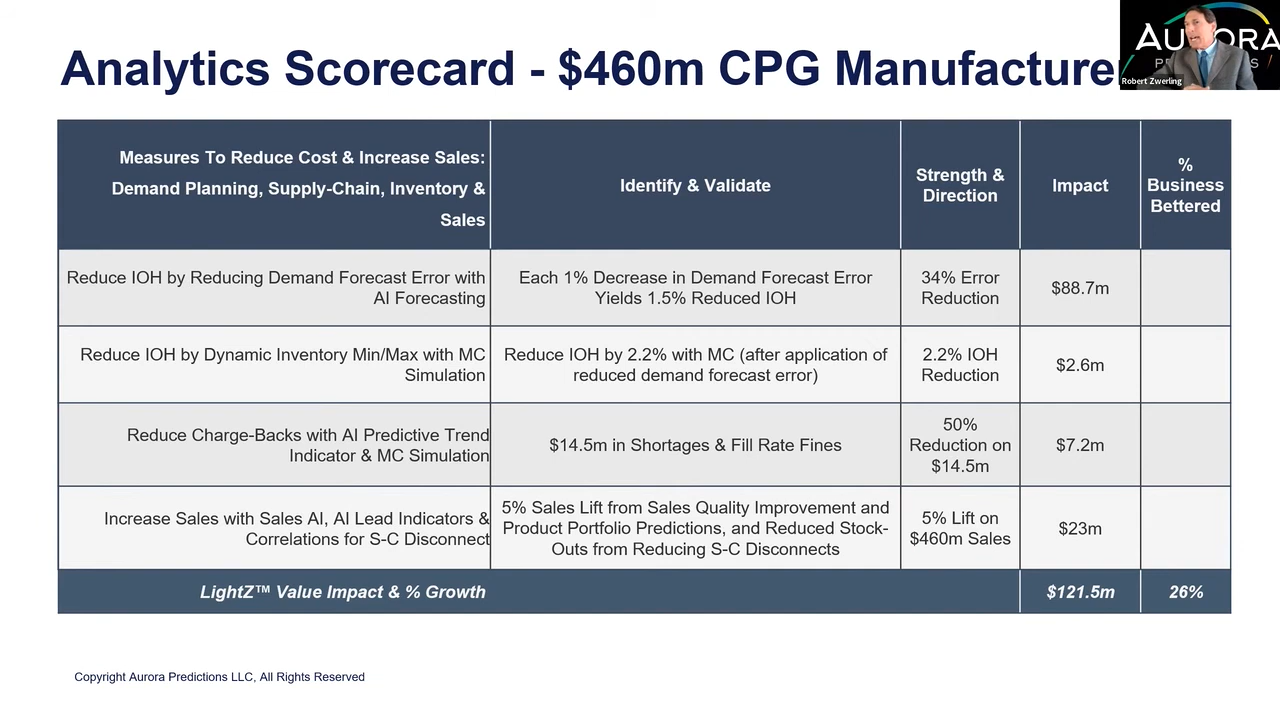 Analytics Scorecard - $460m CPG Manufacturer
AURORA
Robert Zwerling
Measures To Reduce Cost & Increase Sales:
Demand Planning, Supply-Chain, Inventory &
Sales
Identify & Validate
Strength &
Direction
Impact
%
Business
Bettered
Reduce IOH by Reducing Demand Forecast Error with
AI Forecasting
Each 1% Decrease in Demand Forecast Error
Yields 1.5% Reduced IOH
34% Error
Reduction
$88.7m
Reduce IOH by Dynamic Inventory Min/Max with MC
Simulation
Reduce IOH by 2.2% with MC (after application of
reduced demand forecast error)
2.2% IOH
Reduction
$2.6m
Reduce Charge-Backs with AI Predictive Trend
Indicator & MC Simulation
$14.5m in Shortages & Fill Rate Fines
50%
Reduction on
$14.5m
$7.2m
Increase Sales with Sales AI, AI Lead Indicators &
Correlations for S-C Disconnect
5% Sales Lift from Sales Quality Improvement and
Product Portfolio Predictions, and Reduced Stock-
Outs from Reducing S-C Disconnects
5% Lift on
$460m Sales
$23m
LightZ™ Value Impact & % Growth
$121.5m
26%
Copyright Aurora Predictions LLC, All Rights Reserved